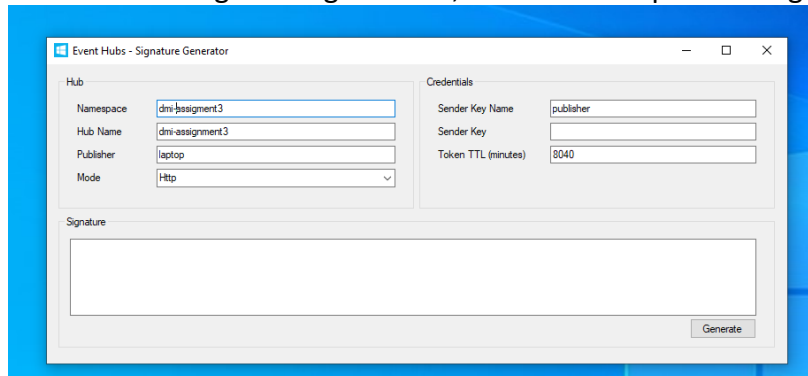 Event Hubs - Signature Generator
Hub
Namespace dmi-assigment3
Hub Name dmi-assignment3
Publisher laptop
Mode Http
Credentials
Sender Key Name publisher
Sender Key
Token TTL (minutes) 8040
Signature
Generate